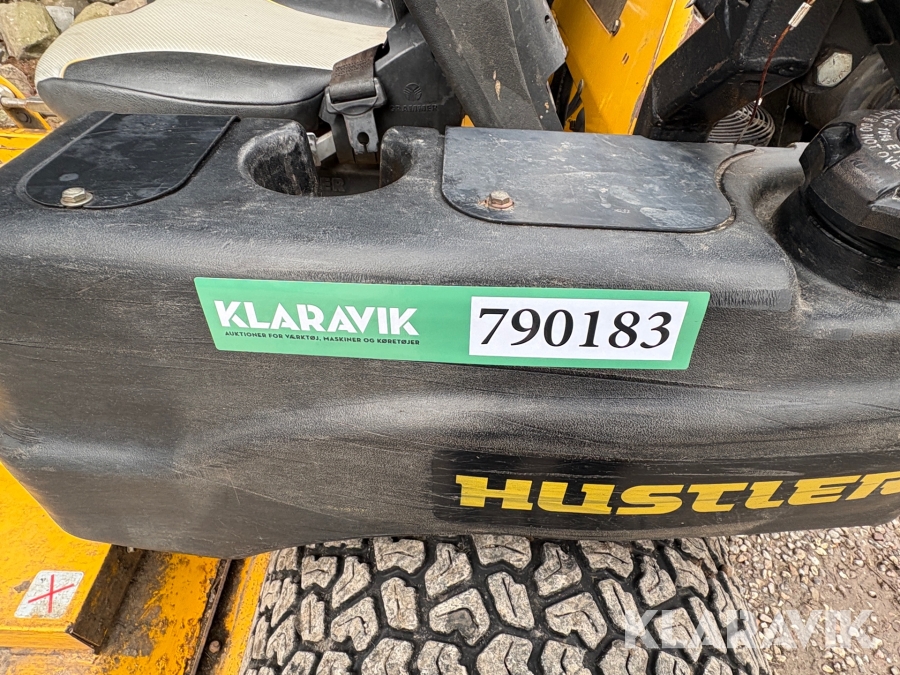 KLARAVIK
AUKTIONER FOR VÆRKTØJ, MASKINER OG KØRETØJER
790183
HUSTLER
KLARAVIK